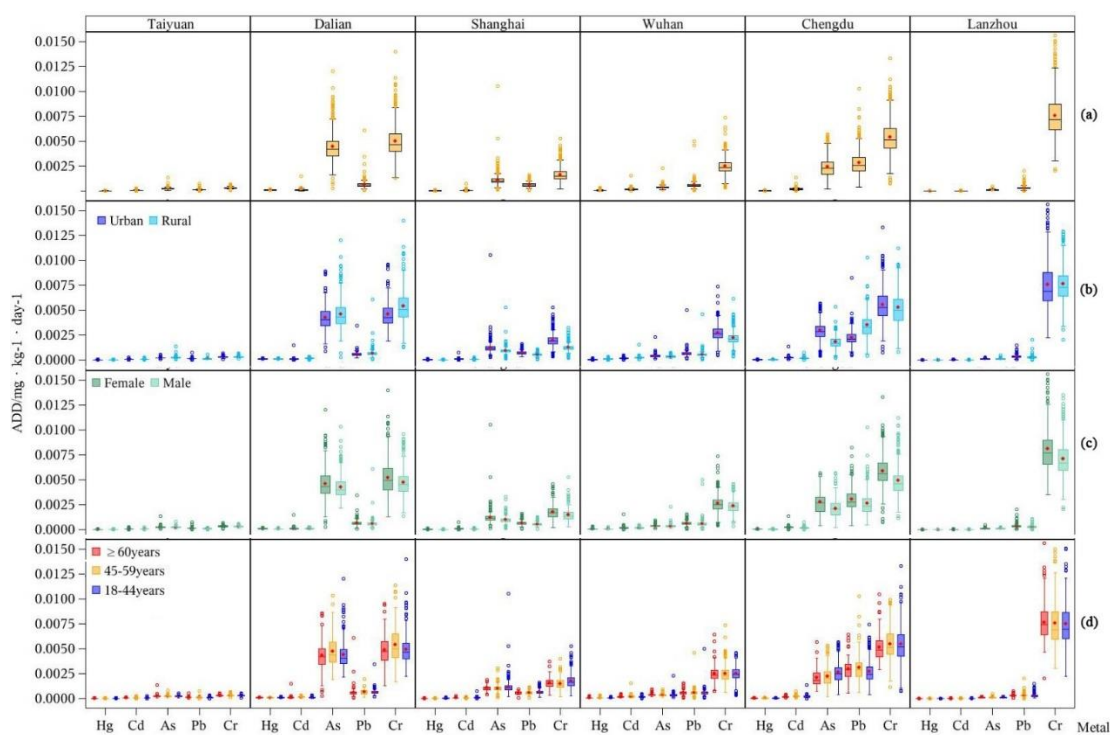 Taiyuan Dalian Shanghai Wuhan Chengdu Lanzhou
0.0150
0.0125
0.0100
0.0075
0.0050
0.0025
(a)
0.0150
0.0125
0.0100
0.0075
0.0050
0.0025
0.0000
Urban Rural
(b)
0.0150
0.0125
0.0100
0.0075
0.0050
0.0025
0.0000
Female Male
(c)
0.0150
0.0125
0.0100
0.0075
0.0050
0.0025
0.0000
≥ 60years
45-59years
18-44years
(d)
ADD/mg · kg-1 · day-1
Hg Cd As Pb Cr Hg Cd As Pb Cr Hg Cd As Pb Cr Hg Cd As Pb Cr Hg Cd As Pb Cr Hg Cd As Pb Cr Metal